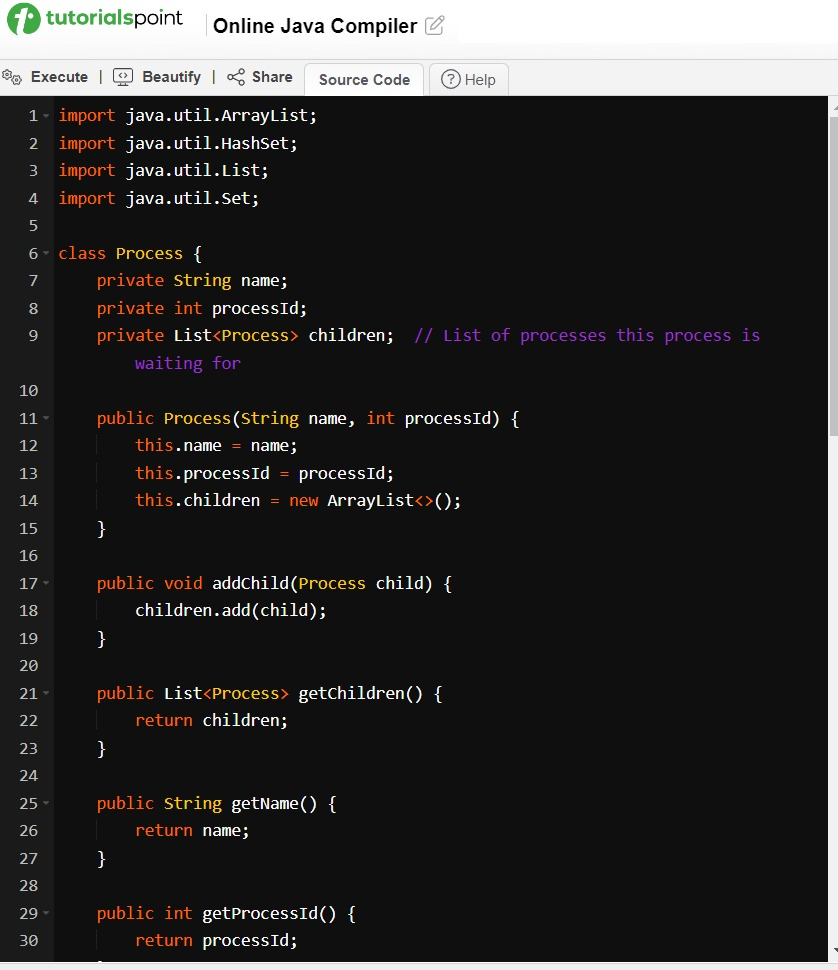 tutorialspoint
Online Java Compiler
Execute | Beautify | Share Source Code Help
1 import java.util.ArrayList;
2 import java.util.HashSet;
3 import java.util.List;
4 import java.util.Set;
5
6 class Process {
7 private String name;
8 private int processId;
9 private List<Process> children; // List of processes this process is
waiting for
10
11 public Process(String name, int processId) {
12 this.name = name;
13 this.processId = processId;
14 this.children = new ArrayList<>();
15 }
16
17 public void addChild(Process child) {
18 children.add(child);
19 }
20
21 public List<Process> getChildren() {
22 return children;
23 }
24
25 public String getName() {
26 return name;
27 }
28
29 public int getProcessId() {
30 return processId;